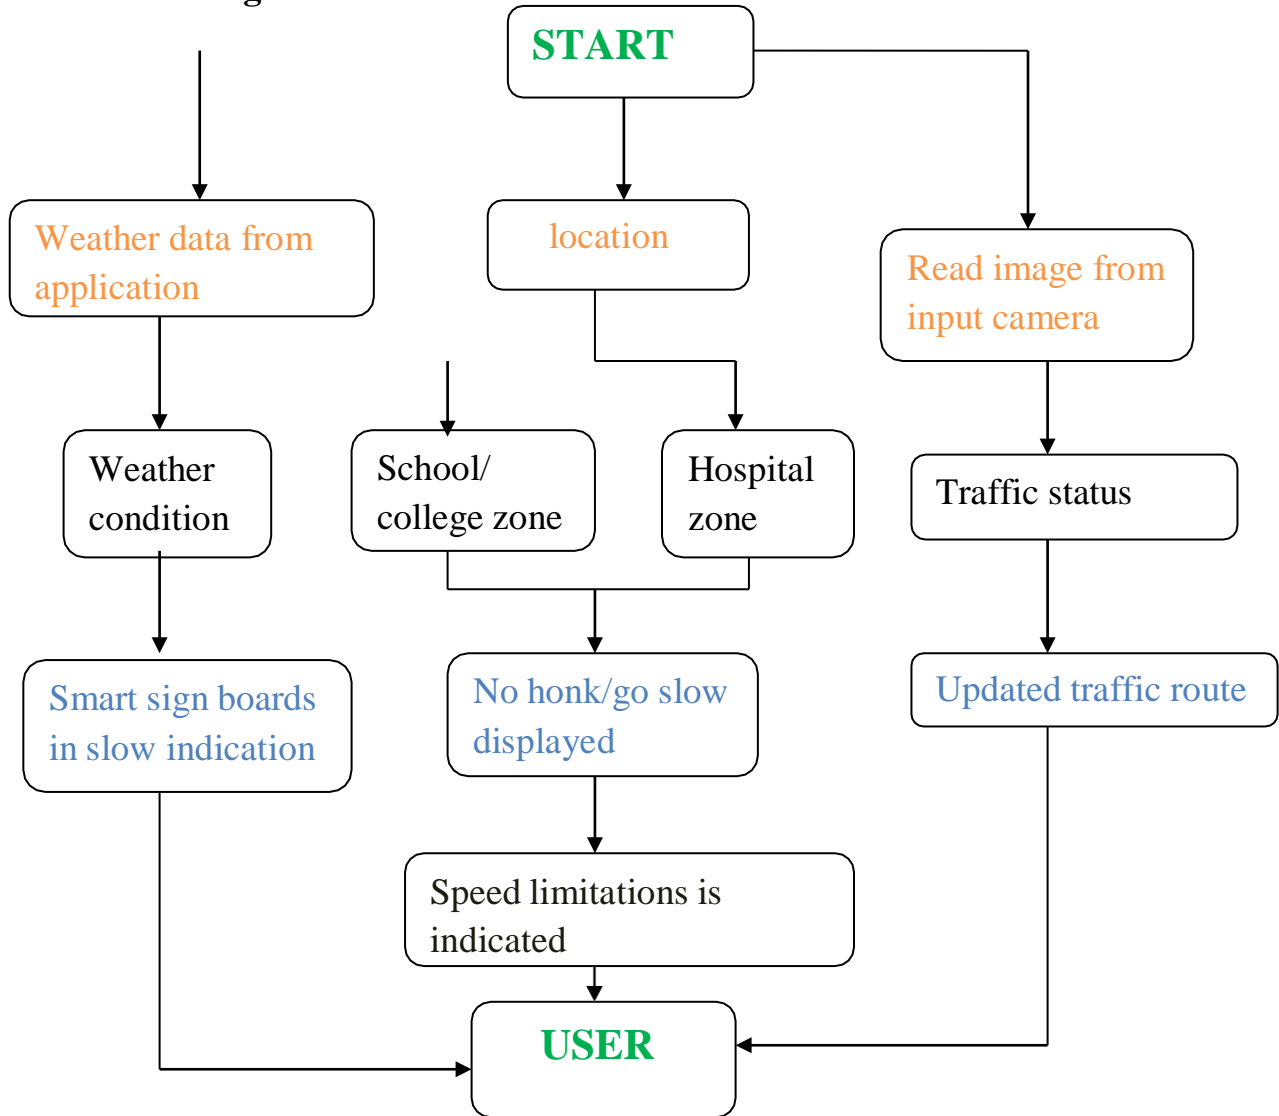 START
Weather data from
application
location
Read image from
input camera
Weather
condition
School/
college zone
Hospital
zone
Traffic status
Smart sign boards
in slow indication
No honk/go slow
displayed
Updated traffic route
Speed limitations is
indicated
USER